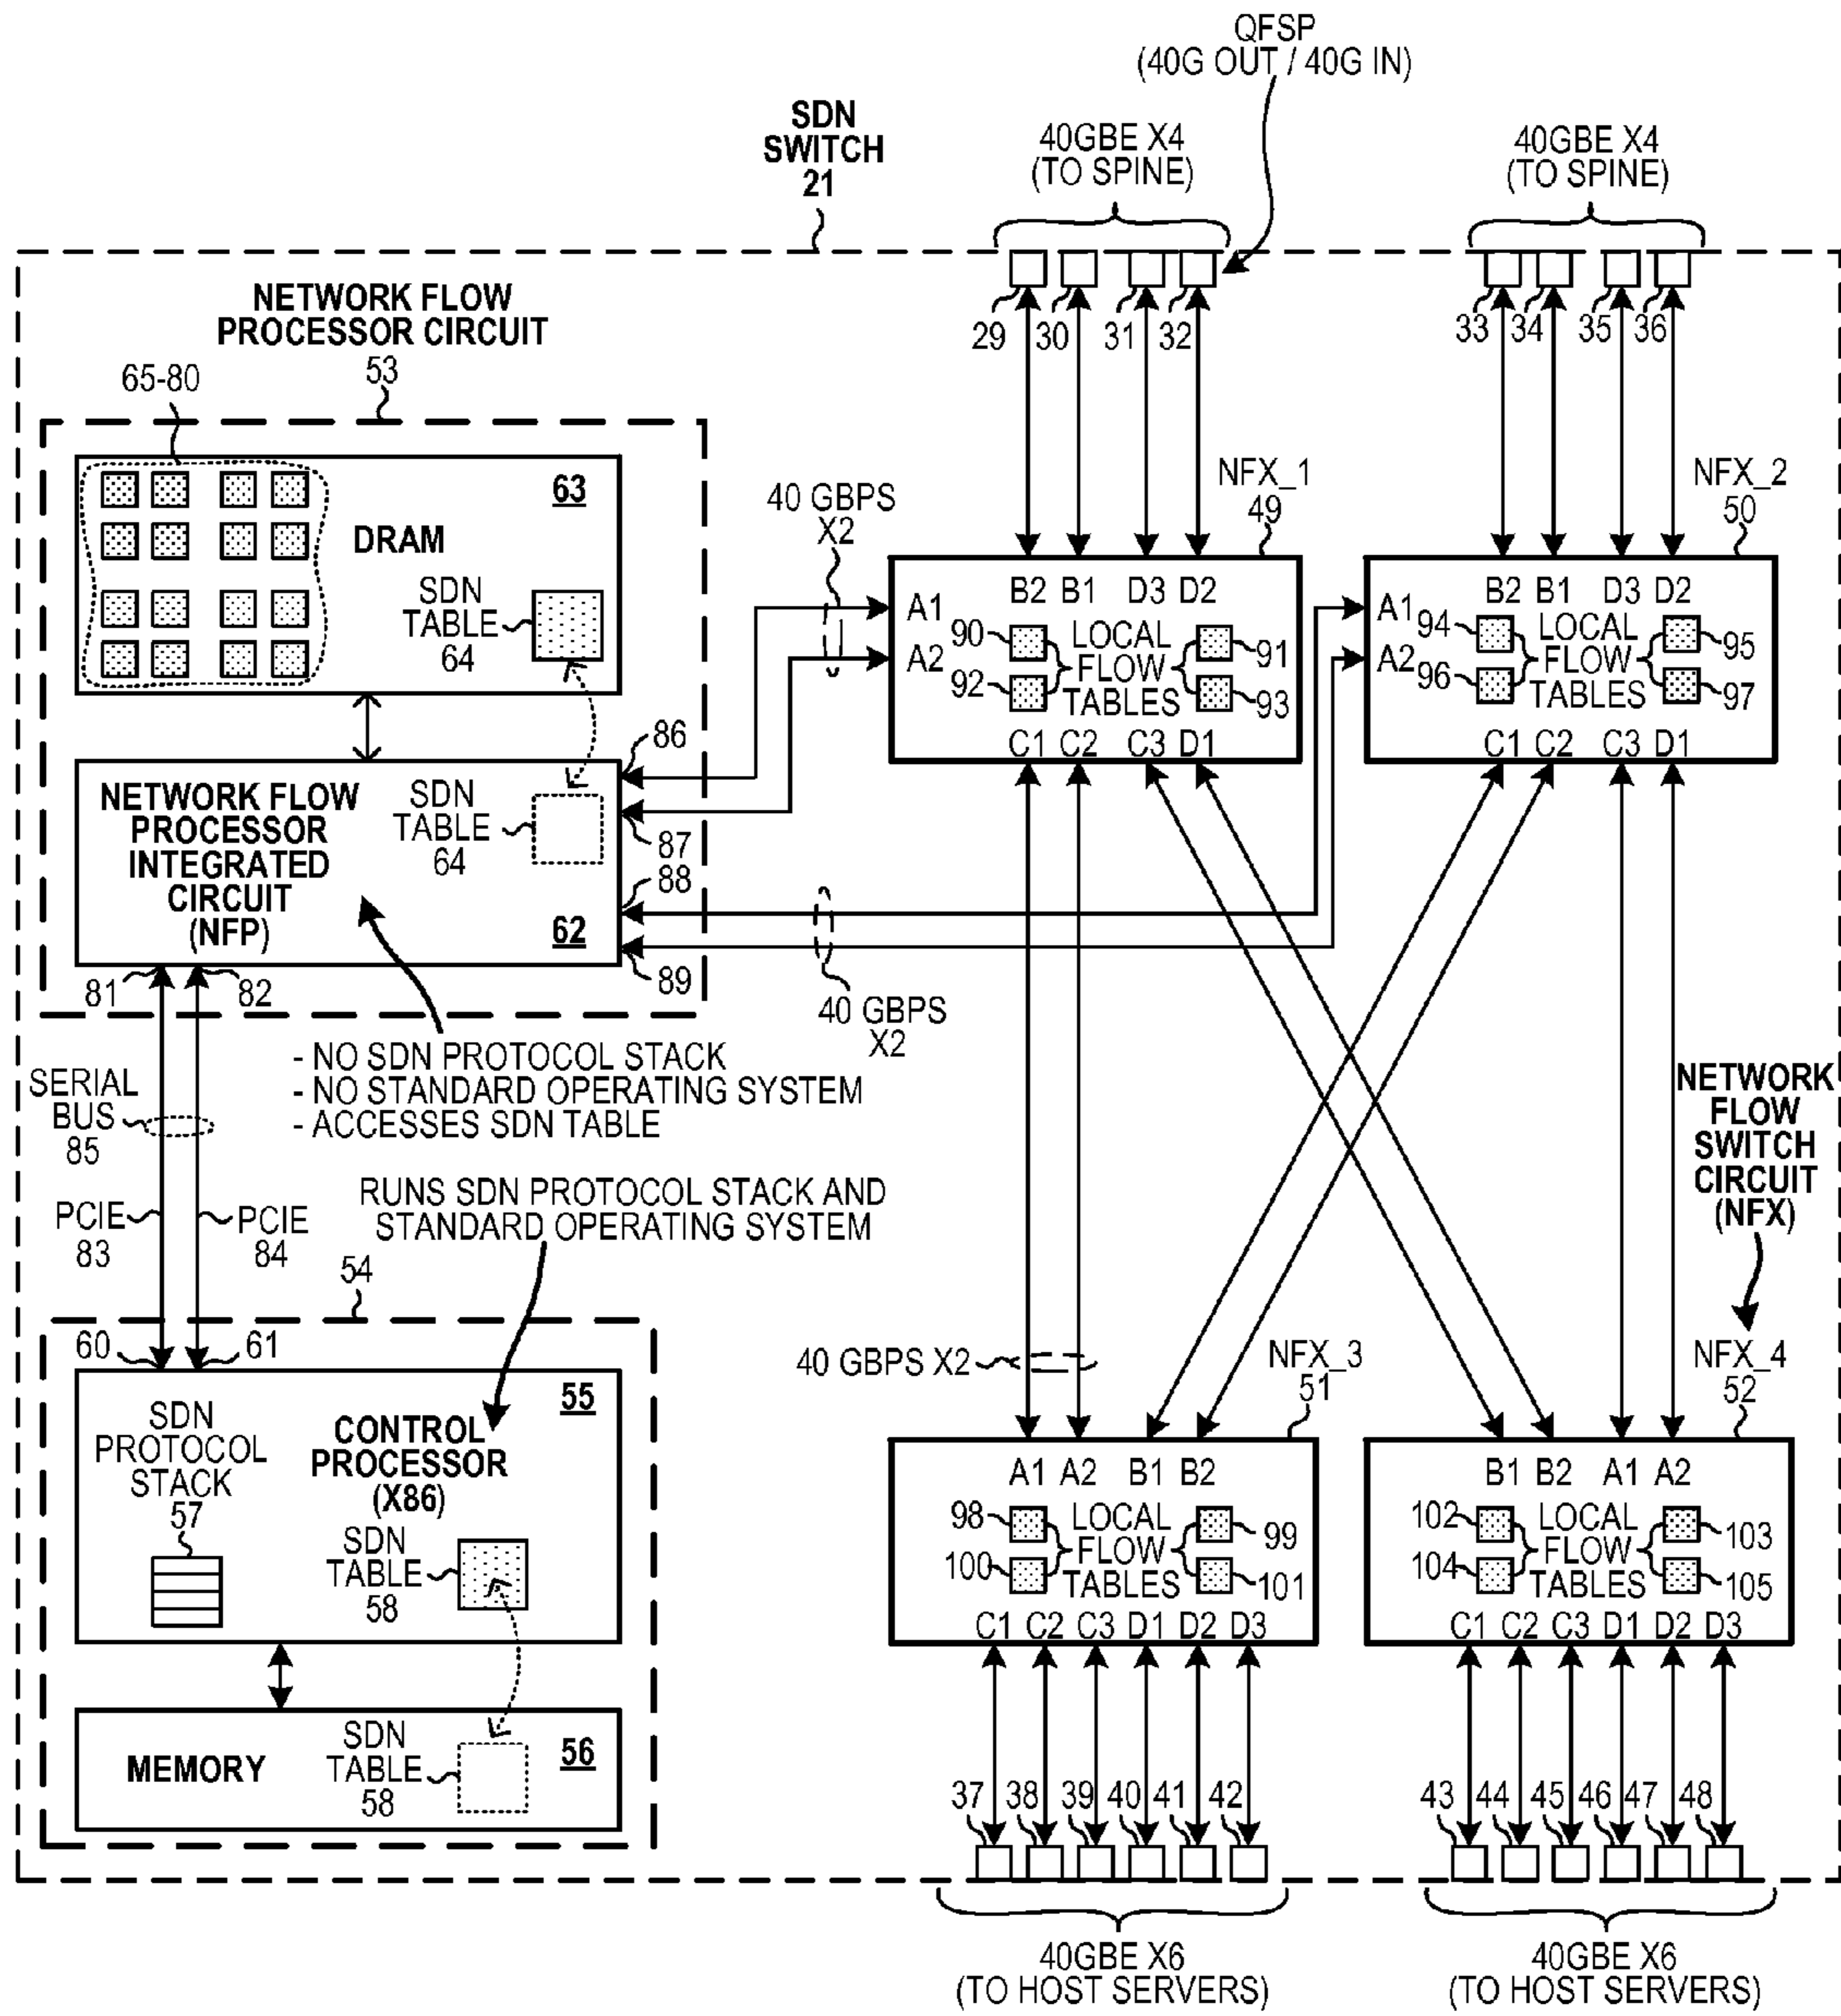 QFSP
(40G OUT / 40G IN)
SDN
SWITCH
21
40GBE X4
(TO SPINE)
40GBE X4
(TO SPINE)
NETWORK FLOW
PROCESSOR CIRCUIT
53
29
30
31
32
33
34
35
36
65-80
63
DRAM
SDN
TABLE
64
40 GBPS
X2
NFX_1
49
NFX_2
50
A1
A2
B2 B1 D3 D2
90
92
LOCAL
FLOW
TABLES
91
93
C1 C2 C3 D1
A1
A2
B2 B1 D3 D2
94
96
LOCAL
FLOW
TABLES
95
97
C1 C2 C3 D1
NETWORK FLOW
PROCESSOR
INTEGRATED
CIRCUIT
(NFP)
SDN
TABLE
64
62
86
87
88
89
81
82
40 GBPS
X2
- NO SDN PROTOCOL STACK
- NO STANDARD OPERATING SYSTEM
- ACCESSES SDN TABLE
SERIAL
BUS
85
PCIE
83
PCIE
84
RUNS SDN PROTOCOL STACK AND
STANDARD OPERATING SYSTEM
NETWORK
FLOW
SWITCH
CIRCUIT
(NFX)
54
60
61
55
SDN
PROTOCOL
STACK
57
CONTROL
PROCESSOR
(X86)
SDN
TABLE
58
MEMORY
SDN
TABLE
58
56
40 GBPS X2
NFX_3
51
NFX_4
52
A1 A2 B1 B2
98
100
LOCAL
FLOW
TABLES
99
101
C1 C2 C3 D1 D2 D3
B1 B2 A1 A2
102
104
LOCAL
FLOW
TABLES
103
105
C1 C2 C3 D1 D2 D3
37
38
39
40
41
42
43
44
45
46
47
48
40GBE X6
(TO HOST SERVERS)
40GBE X6
(TO HOST SERVERS)